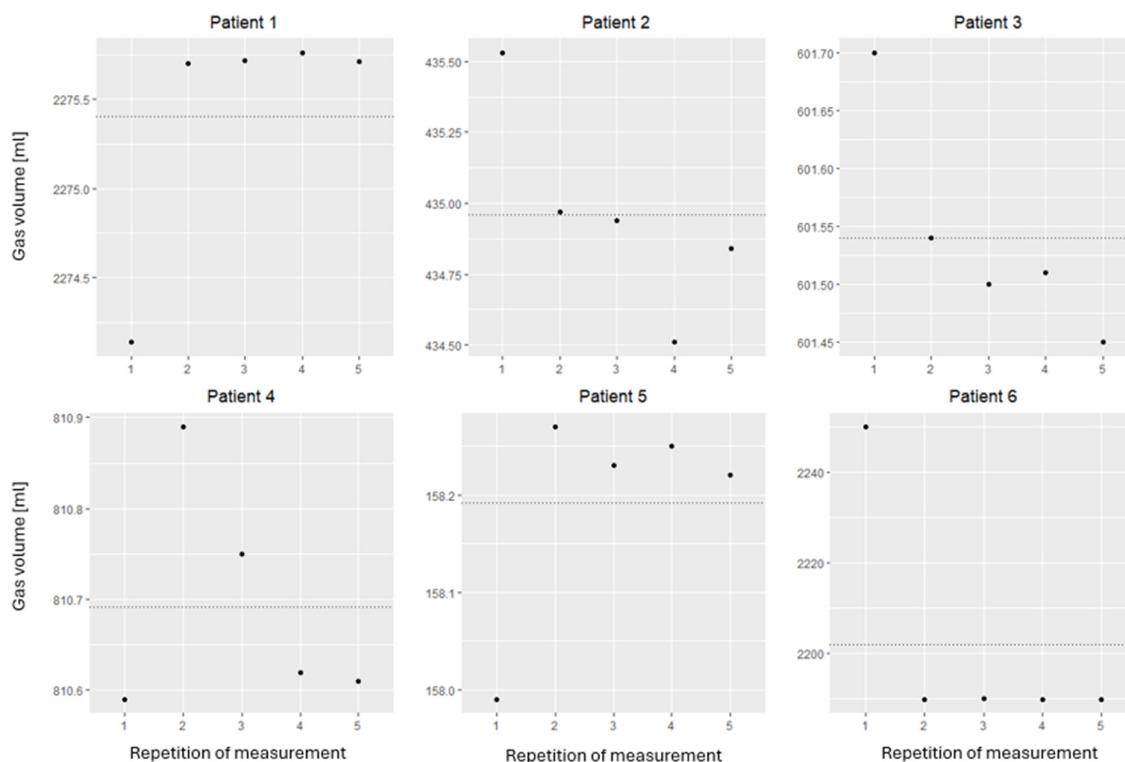 Patient 1 Patient 2 Patient 3
Gas volume [ml]
2275.5
2275.0
2274.5
1 2 3 4 5
435.50
435.25
435.00
434.75
434.50
1 2 3 4 5
601.70
601.65
601.60
601.55
601.50
601.45
1 2 3 4 5
Patient 4 Patient 5 Patient 6
Gas volume [ml]
810.9
810.8
810.7
810.6
1 2 3 4 5
158.2
158.1
158.0
1 2 3 4 5
2240
2220
2200
1 2 3 4 5
Repetition of measurement Repetition of measurement Repetition of measurement